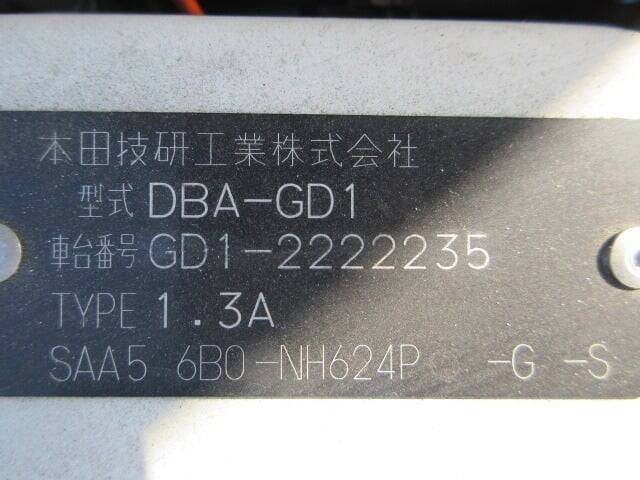 本田技研工業株式会社
型式 DBA-GD1
車台番号 GD1-2222235
TYPE 1.3A
SAA5 6B0-NH624P -G -S